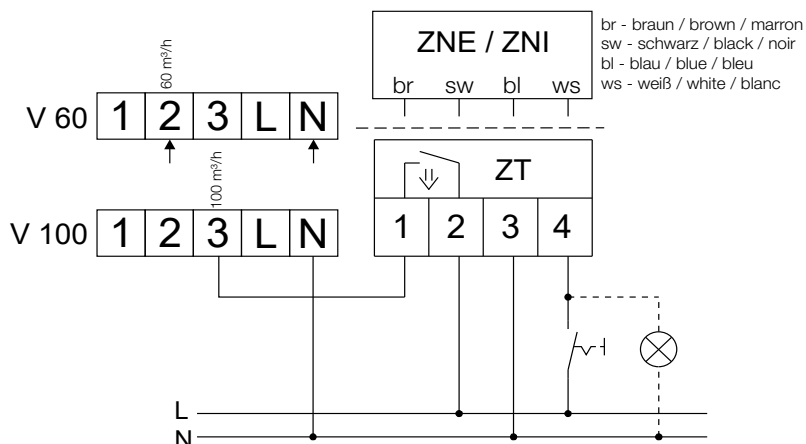 ZNE / ZNI
br sw bl ws
br - braun / brown / marron
sw - schwarz / black / noir
bl - blau / blue / bleu
ws - weiß / white / blanc
60 m³/h
V 60 1 2 3 L N
100 m³/h
V 100 1 2 3 L N
ZT
1 2 3 4
L
N